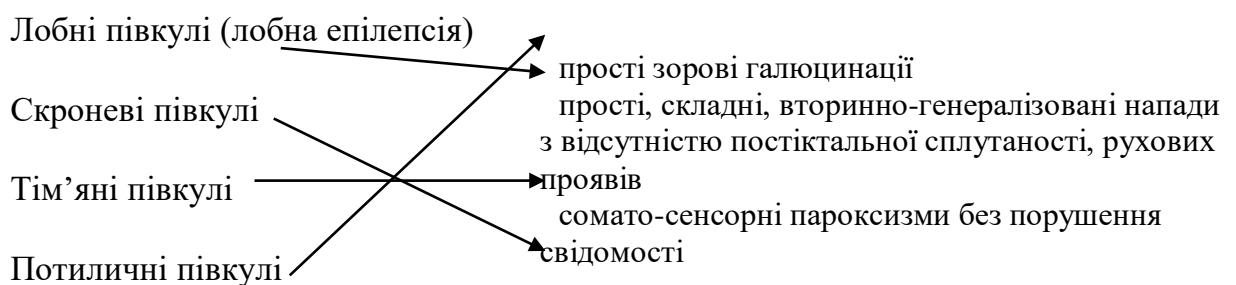 Лобні півкулі (лобна епілепсія)
Скроневі півкулі
Тім’яні півкулі
Потиличні півкулі
прості зорові галюцинації
прості, складні, вторинно-генералізовані напади
з відсутністю постіктальної сплутаності, рухових
проявів
сомато-сенсорні пароксизми без порушення
свідомості